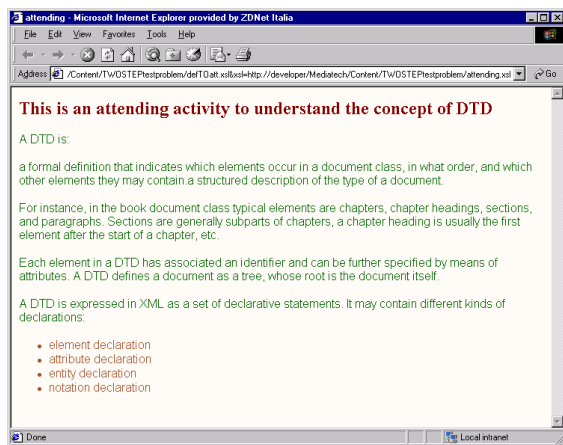 attending - Microsoft Internet Explorer provided by ZDNet Italia
File Edit View Favorites Tools Help
Address /Content/TWOSTEPtestproblem/defTOatt.xsl&xsl=http://developer/Mediatech/Content/TWOSTEPtestproblem/attending.xsl Go
This is an attending activity to understand the concept of DTD
A DTD is:
a formal definition that indicates which elements occur in a document class, in what order, and which
other elements they may contain.a structured description of the type of a document.
For instance, in the book document class typical elements are chapters, chapter headings, sections,
and paragraphs. Sections are generally subparts of chapters, a chapter heading is usually the first
element after the start of a chapter, etc.
Each element in a DTD has associated an identifier and can be further specified by means of
attributes. A DTD defines a document as a tree, whose root is the document itself.
A DTD is expressed in XML as a set of declarative statements. It may contain different kinds of
declarations:
• element declaration
• attribute declaration
• entity declaration
• notation declaration
Done Local intranet